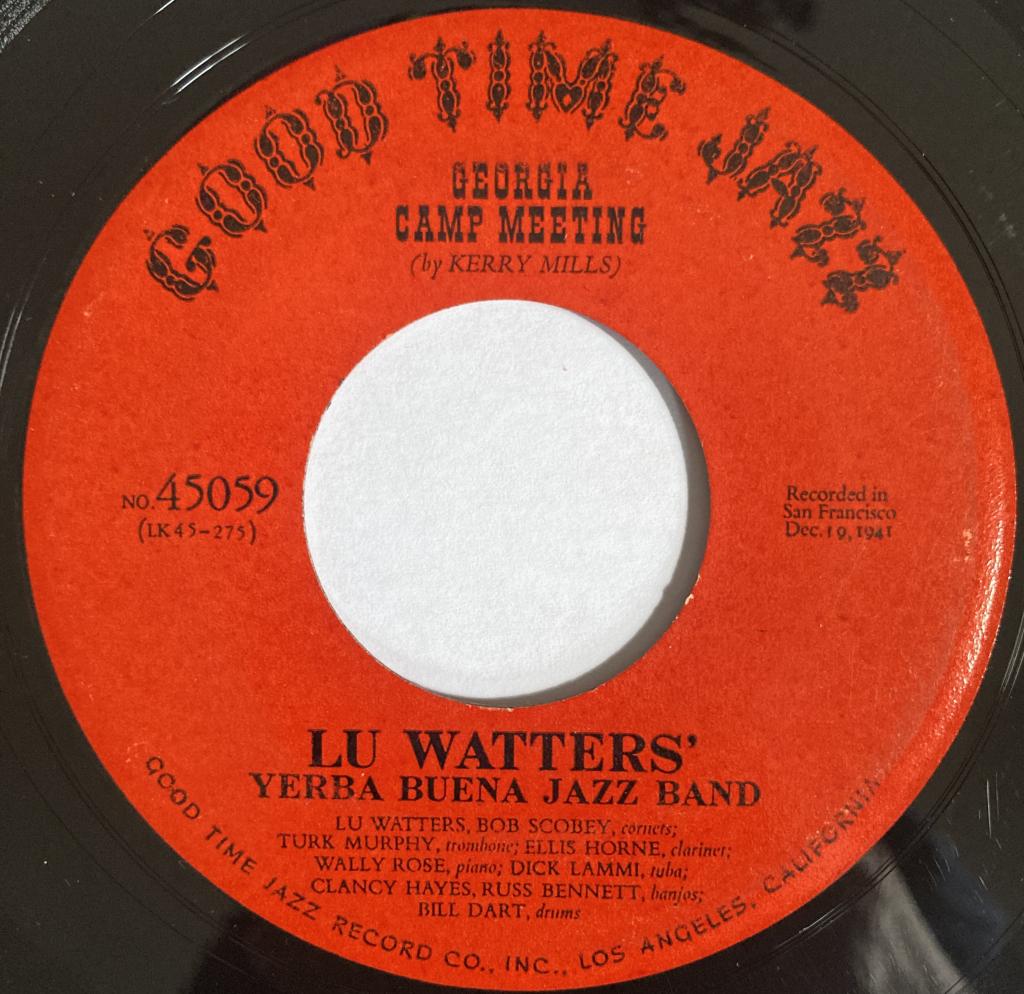 GOOD TIME JAZZ
GEORGIA
CAMP MEETING
(by KERRY MILLS)
NO. 45059
(LK45-275)
Recorded in
San Francisco
Dec. 19, 1941
LU WATTERS'
YERBA BUENA JAZZ BAND
LU WATTERS, BOB SCOBEY, cornets;
TURK MURPHY, trombone; ELLIS HORNE, clarinet;
WALLY ROSE, piano; DICK LAMMI, tuba;
CLANCY HAYES, RUSS BENNETT, banjos;
BILL DART, drums
GOOD TIME JAZZ RECORD CO., INC., LOS ANGELES, CALIFORNIA